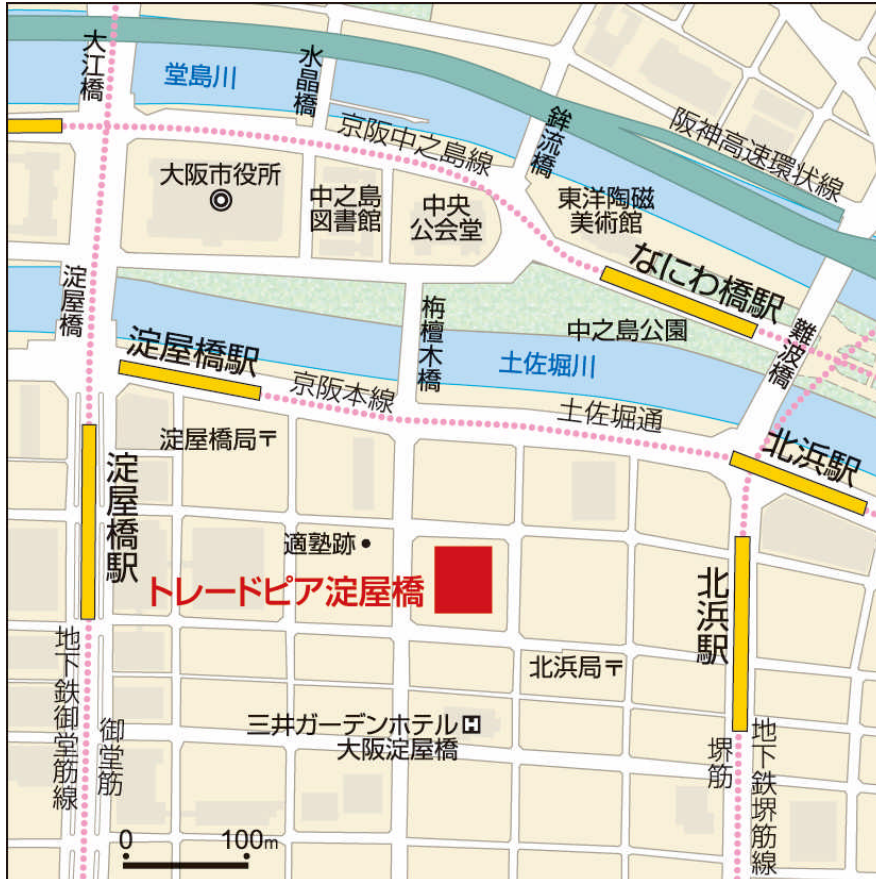 大江橋
堂島川
水晶橋
京阪中之島線
鉾流橋
阪神高速環状線
大阪市役所
中之島
図書館
中央
公会堂
東洋陶磁
美術館
なにわ橋駅
淀屋橋
栴檀木橋
中之島公園
難波橋
淀屋橋駅
京阪本線
土佐堀川
土佐堀通
淀屋橋局〒
北浜駅
淀屋橋駅
適塾跡
トレードピア淀屋橋
北浜駅
北浜局〒
地下鉄御堂筋線
御堂筋
三井ガーデンホテル
大阪淀屋橋
H
堺筋
地下鉄堺筋線
0 100m